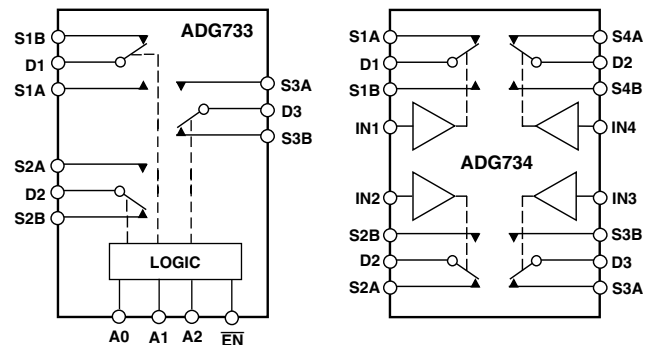 ADG733
S1B
D1
S1A
S3A
D3
S3B
S2A
D2
S2B
LOGIC
A0 A1 A2 EN
S1A
D1
S1B
IN1
S4A
D2
S4B
IN4
ADG734
IN2
S2B
D2
S2A
IN3
S3B
D3
S3A